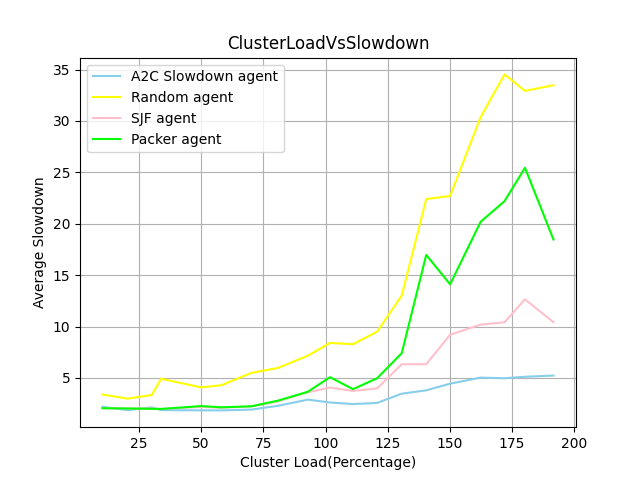 ClusterLoadVsSlowdown
A2C Slowdown agent
Random agent
SJF agent
Packer agent
Average Slowdown
35
30
25
20
15
10
5
25 50 75 100 125 150 175 200
Cluster Load(Percentage)